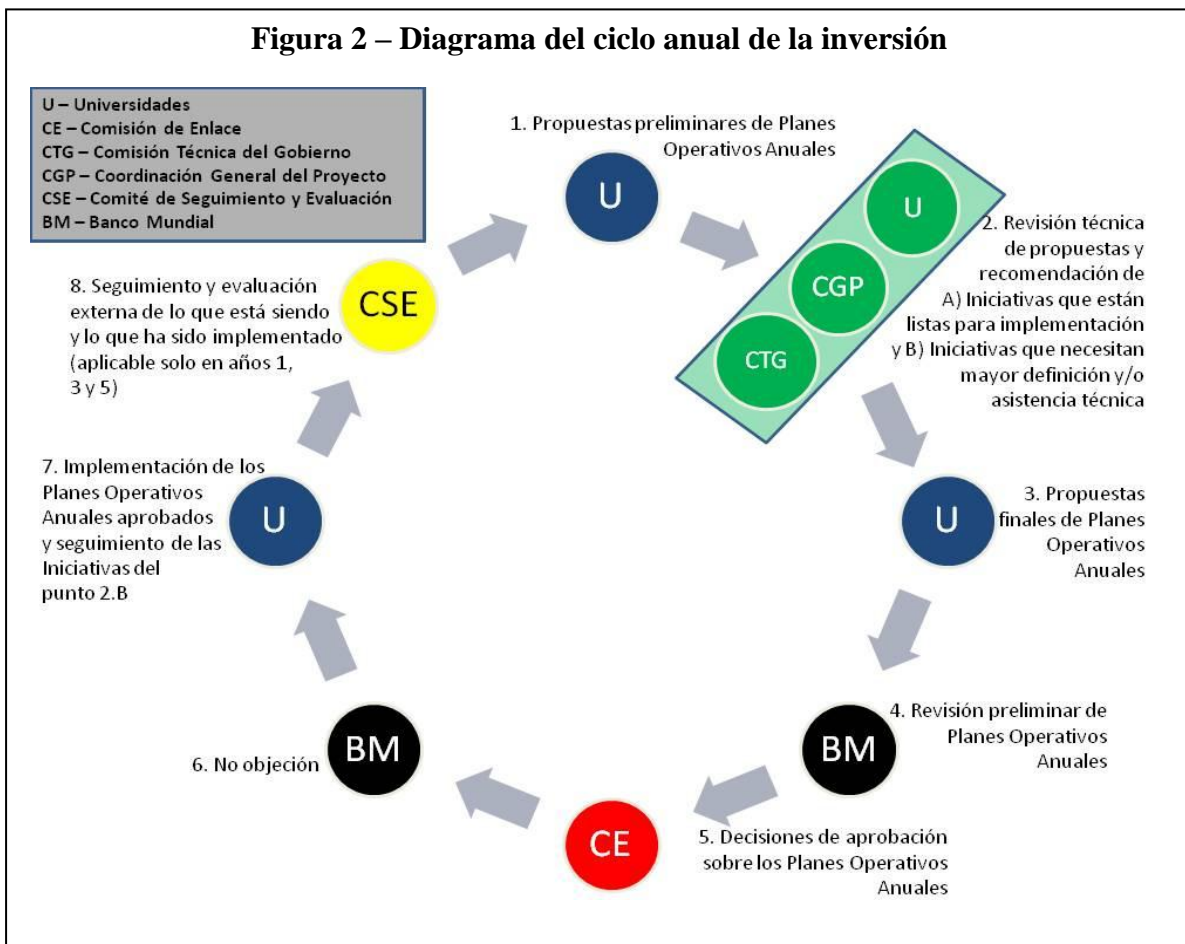 Figura 2 – Diagrama del ciclo anual de la inversión
U – Universidades
CE – Comisión de Enlace
CTG – Comisión Técnica del Gobierno
CGP – Coordinación General del Proyecto
CSE – Comité de Seguimiento y Evaluación
BM – Banco Mundial
1. Propuestas preliminares de Planes
Operativos Anuales
U
U
CGP
CTG
2. Revisión técnica
de propuestas y
recomendación de
A) Iniciativas que están
listas para implementación
y B) Iniciativas que necesitan
mayor definición y/o
asistencia técnica
U
3. Propuestas
finales de Planes
Operativos
Anuales
BM
4. Revisión preliminar de
Planes Operativos
Anuales
CE
5. Decisiones de aprobación
sobre los Planes Operativos
Anuales
BM
6. No objeción
U
7. Implementación de los
Planes Operativos
Anuales aprobados
y seguimiento de las
Iniciativas del
punto 2.B
CSE
8. Seguimiento y evaluación
externa de lo que está siendo
y lo que ha sido implementado
(aplicable solo en años 1,
3 y 5)